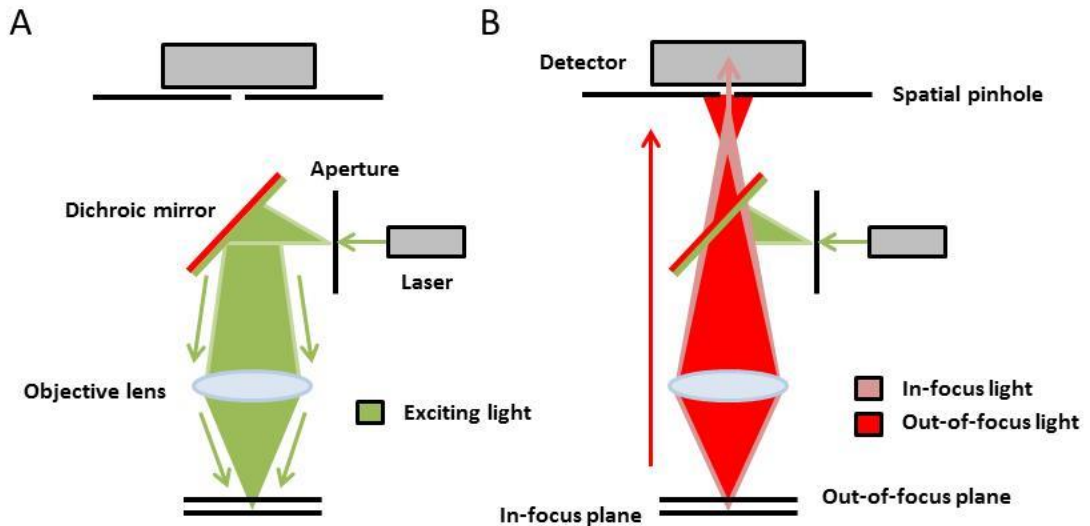 A
Aperture
Dichroic mirror
Laser
Objective lens
Exciting light
B
Detector
Spatial pinhole
In-focus light
Out-of-focus light
Out-of-focus plane
In-focus plane